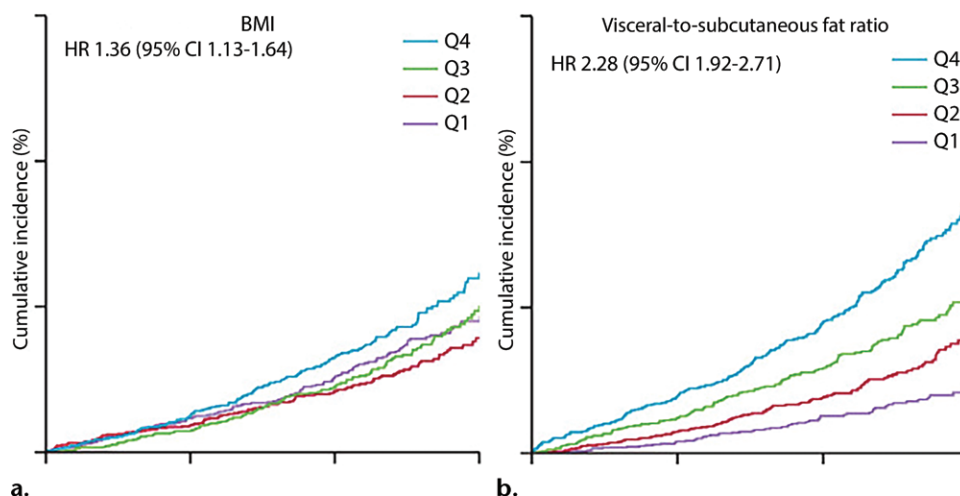 BMI
HR 1.36 (95% CI 1.13-1.64)
Q4
Q3
Q2
Q1
Cumulative incidence (%)
a.
Visceral-to-subcutaneous fat ratio
HR 2.28 (95% CI 1.92-2.71)
Q4
Q3
Q2
Q1
Cumulative incidence (%)
b.